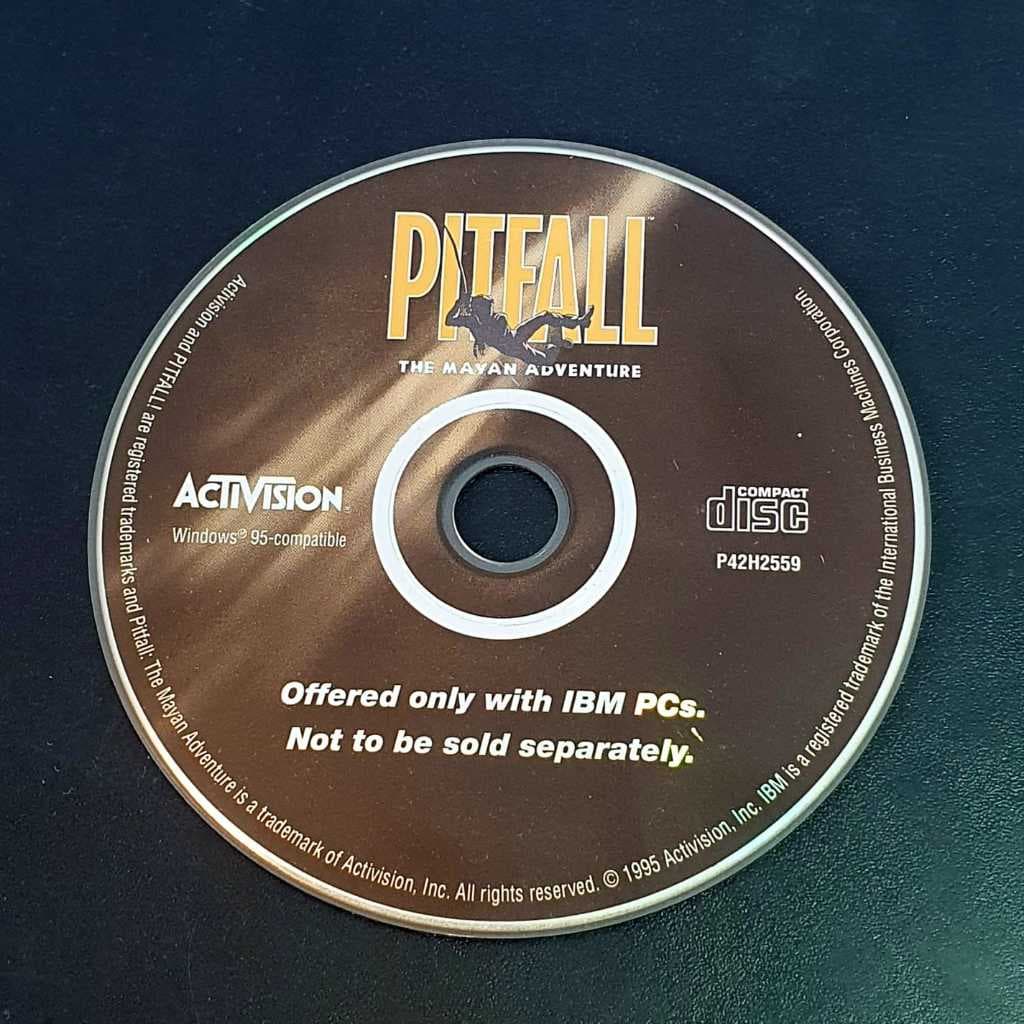 PITFALL™
THE MAYAN ADVENTURE
ACTIVISION™
Windows® 95-compatible
COMPACT
disc
P42H2559
Offered only with IBM PCs.
Not to be sold separately.
Activision and PITFALL! are registered trademarks and Pitfall: The Mayan Adventure is a trademark of Activision, Inc. All rights reserved. © 1995 Activision, Inc. IBM is a registered trademark of the International Business Machines Corporation.